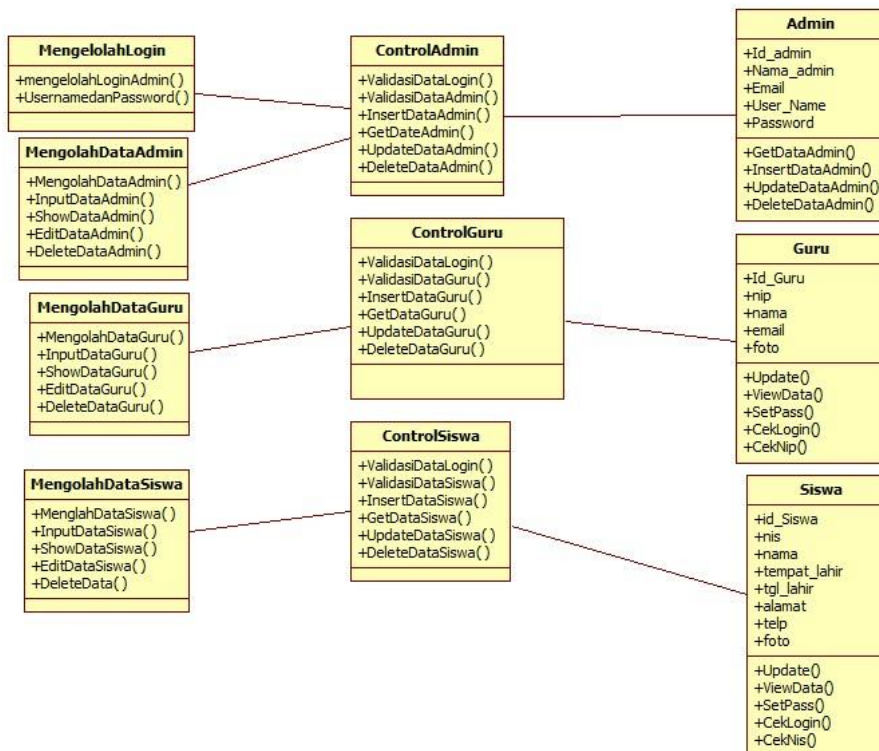 MengelolahLogin
+mengelolahLoginAdmin()
+UsernamedanPassword()
MengolahDataAdmin
+MengolahDataAdmin()
+InputDataAdmin()
+ShowDataAdmin()
+EditDataAdmin()
+DeleteDataAdmin()
MengolahDataGuru
+MengolahDataGuru()
+InputDataGuru()
+ShowDataGuru()
+EditDataGuru()
+DeleteDataGuru()
MengolahDataSiswa
+MenglahDataSiswa()
+InputDataSiswa()
+ShowDataSiswa()
+EditDataSiswa()
+DeleteData()
ControlAdmin
+ValidasiDataLogin()
+ValidasiDataAdmin()
+InsertDataAdmin()
+GetDateAdmin()
+UpdateDataAdmin()
+DeleteDataAdmin()
ControlGuru
+ValidasiDataLogin()
+ValidasiDataGuru()
+InsertDataGuru()
+GetDataGuru()
+UpdateDataGuru()
+DeleteDataGuru()
ControlSiswa
+ValidasiDataLogin()
+ValidasiDataSiswa()
+InsertDataSiswa()
+GetDataSiswa()
+UpdateDataSiswa()
+DeleteDataSiswa()
Admin
+Id_admin
+Nama_admin
+Email
+User_Name
+Password
+GetDataAdmin()
+InsertDataAdmin()
+UpdateDataAdmin()
+DeleteDataAdmin()
Guru
+Id_Guru
+nip
+nama
+email
+foto
+Update()
+ViewData()
+SetPass()
+CekLogin()
+CekNip()
Siswa
+id_Siswa
+nis
+nama
+tempat_lahir
+tgl_lahir
+alamat
+telp
+foto
+Update()
+ViewData()
+SetPass()
+CekLogin()
+CekNis()